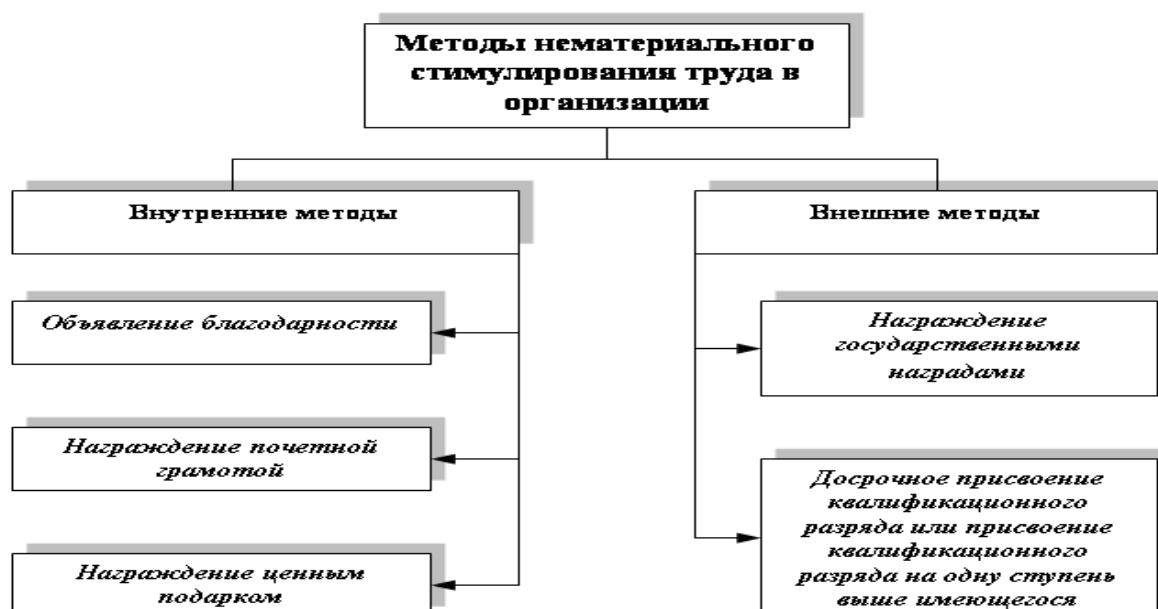 Методы нематериального
стимулирования труда в
организации
Внутренние методы
Объявление благодарности
Награждение почетной
грамотой
Награждение ценным
подарком
Внешние методы
Награждение
государственными
наградами
Досрочное присвоение
квалификационного
разряда или присвоение
квалификационного
разряда на одну ступень
выше имеющегося